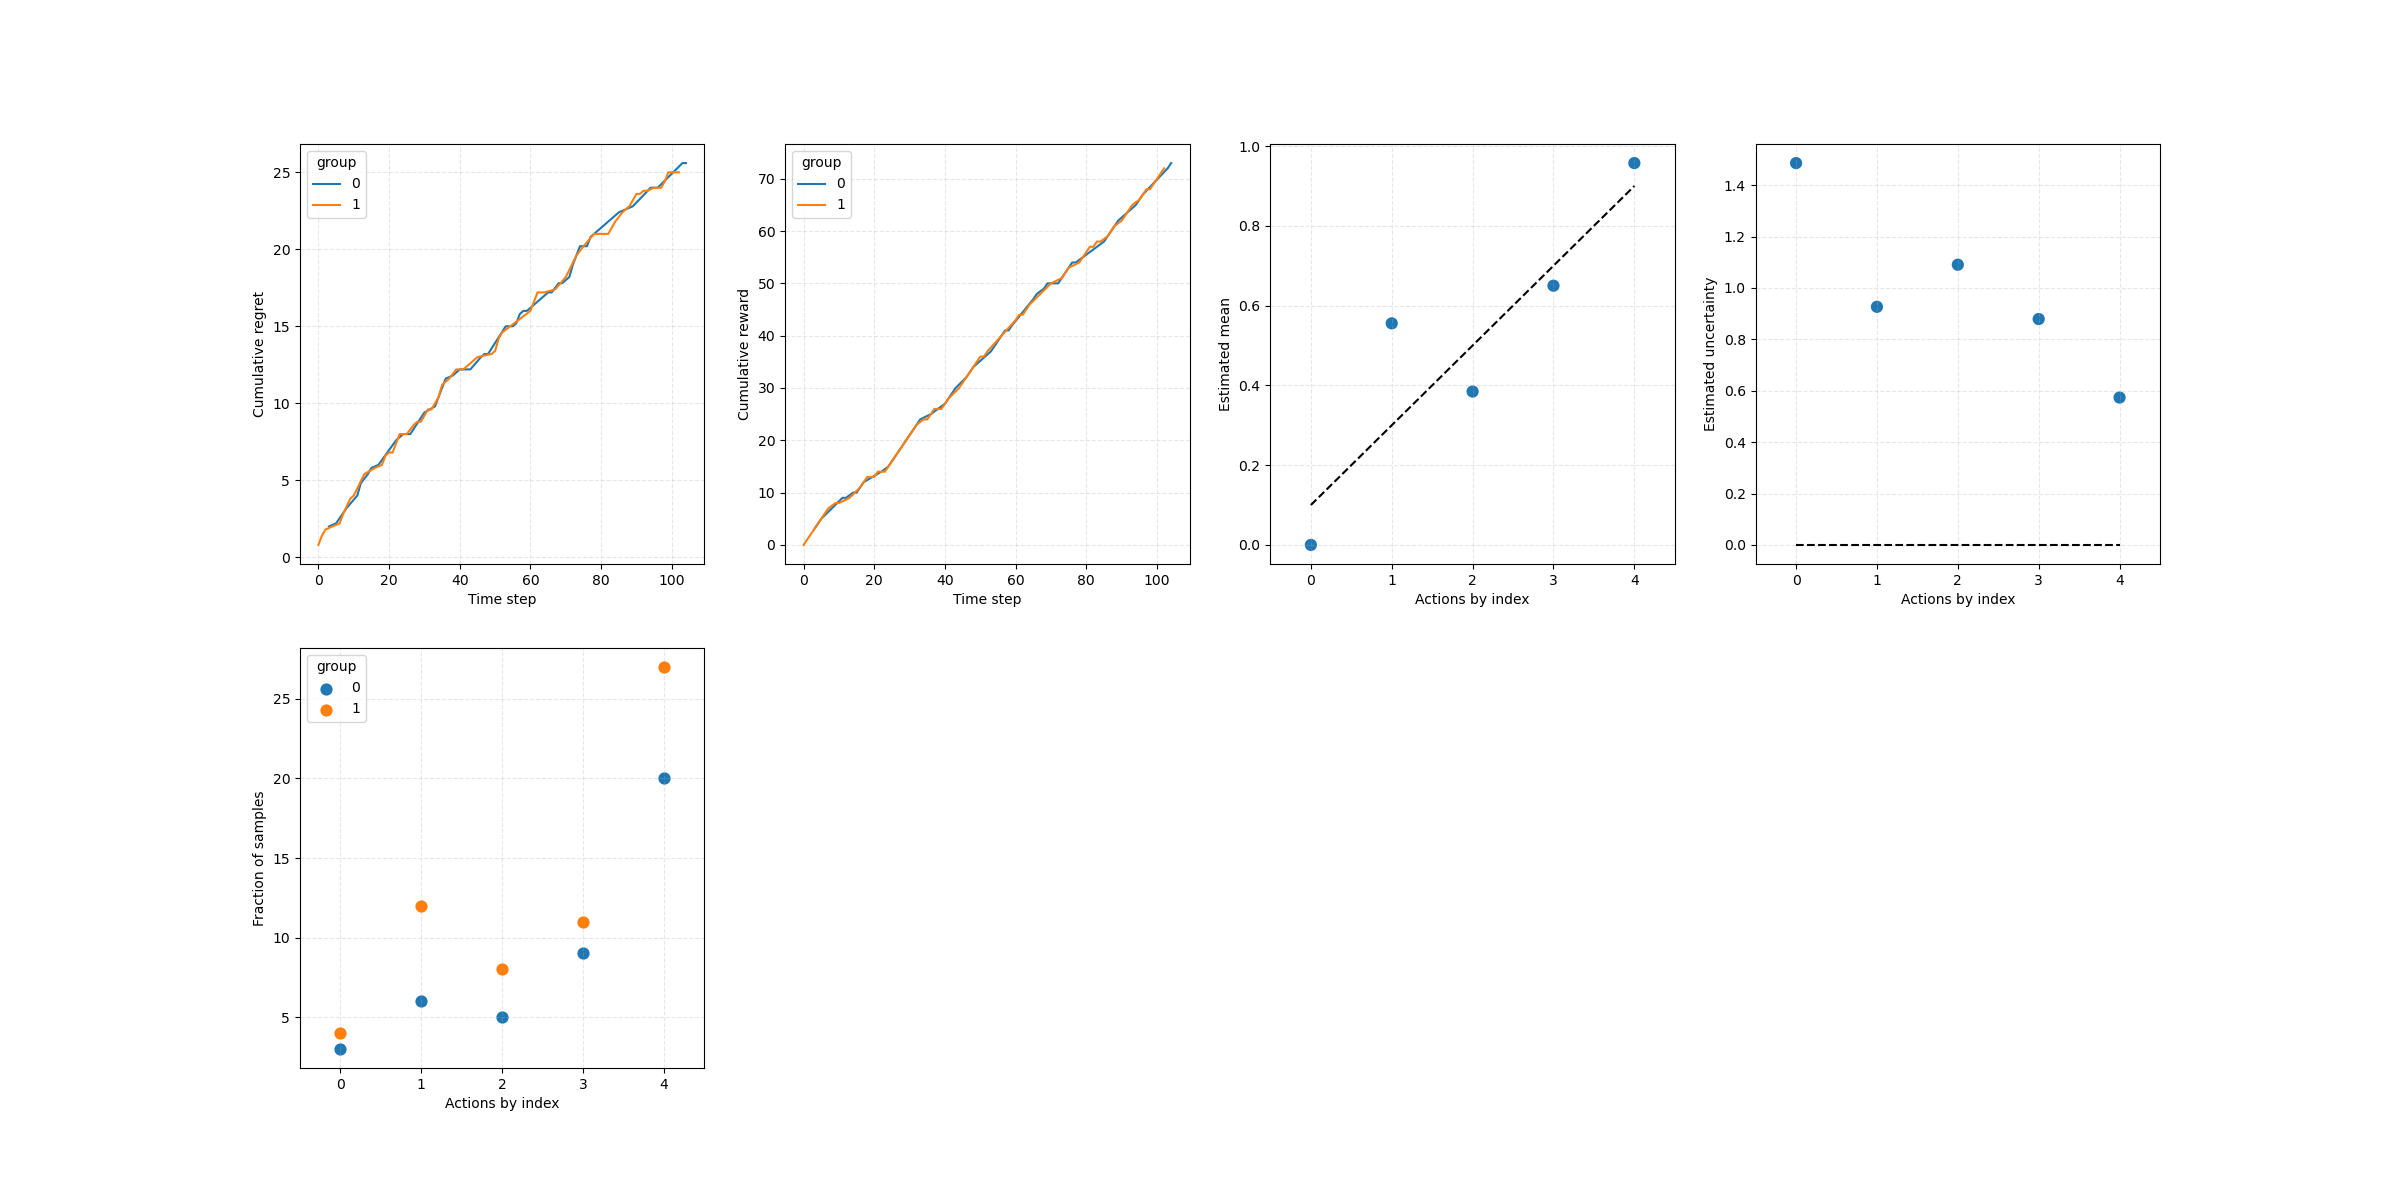 group
0
1
25
20
15
10
5
0
Cumulative regret
0 20 40 60 80 100
Time step
group
0
1
70
60
50
40
30
20
10
0
Cumulative reward
0 20 40 60 80 100
Time step
1.0
0.8
0.6
0.4
0.2
0.0
Estimated mean
0 1 2 3 4
Actions by index
1.4
1.2
1.0
0.8
0.6
0.4
0.2
0.0
Estimated uncertainty
0 1 2 3 4
Actions by index
group
0
1
25
20
15
10
5
Fraction of samples
0 1 2 3 4
Actions by index